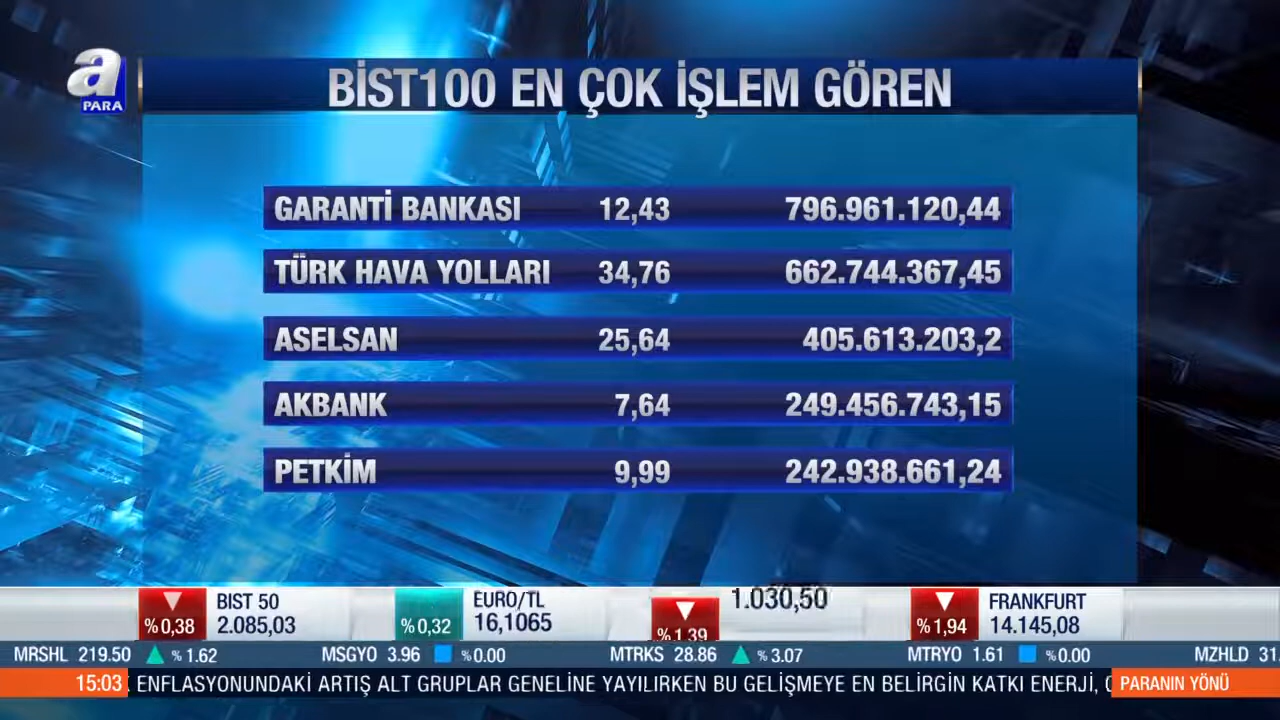 a
PARA
BİST100 EN ÇOK İŞLEM GÖREN
GARANTİ BANKASI 12,43 796.961.120,44
TÜRK HAVA YOLLARI 34,76 662.744.367,45
ASELSAN 25,64 405.613.203,2
AKBANK 7,64 249.456.743,15
PETKİM 9,99 242.938.661,24
%0,38 BIST 50 2.085,03
%0,32 EURO/TL 16,1065
%1,39 1.030,50
%1,94 FRANKFURT 14.145,08
MRSHL 219.50 %1.62 MSGYO 3.96 %0.00 MTRKS 28.86 %3.07 MTRYO 1.61 %0.00 MZHLD 31.
15:03 ENFLASYONUNDAKİ ARTIŞ ALT GRUPLAR GENELİNE YAYILIRKEN BU GELİŞMEYE EN BELİRGİN KATKI ENERJİ, PARANIN YÖNÜ